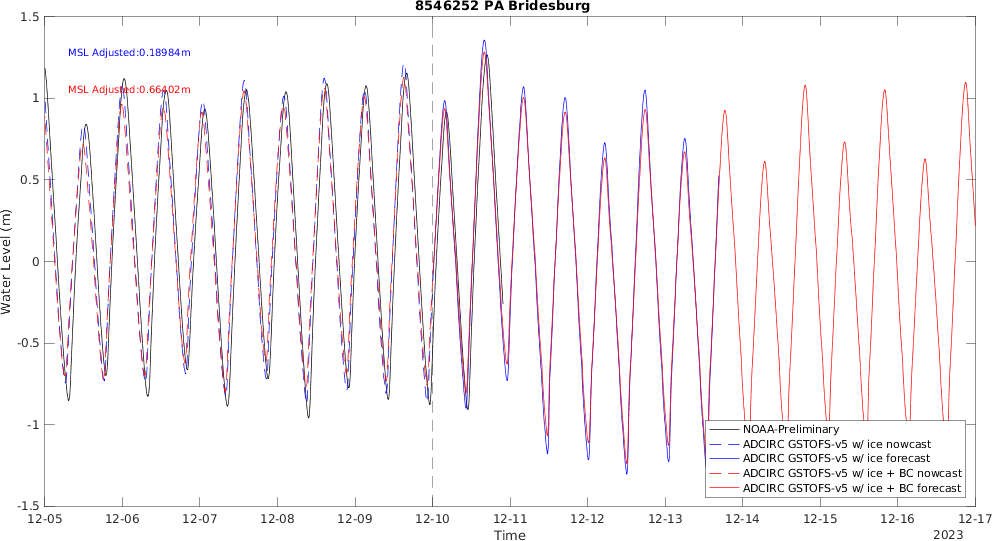 8546252 PA Bridesburg
MSL Adjusted:0.18984m
MSL Adjusted:0.66402m
Water Level (m)
1.5
1
0.5
0
-0.5
-1
-1.5
NOAA-Preliminary
ADCIRC GSTOFS-v5 w/ ice nowcast
ADCIRC GSTOFS-v5 w/ ice forecast
ADCIRC GSTOFS-v5 w/ ice + BC nowcast
ADCIRC GSTOFS-v5 w/ ice + BC forecast
12-05 12-06 12-07 12-08 12-09 12-10 12-11 12-12 12-13 12-14 12-15 12-16 12-17
Time
2023